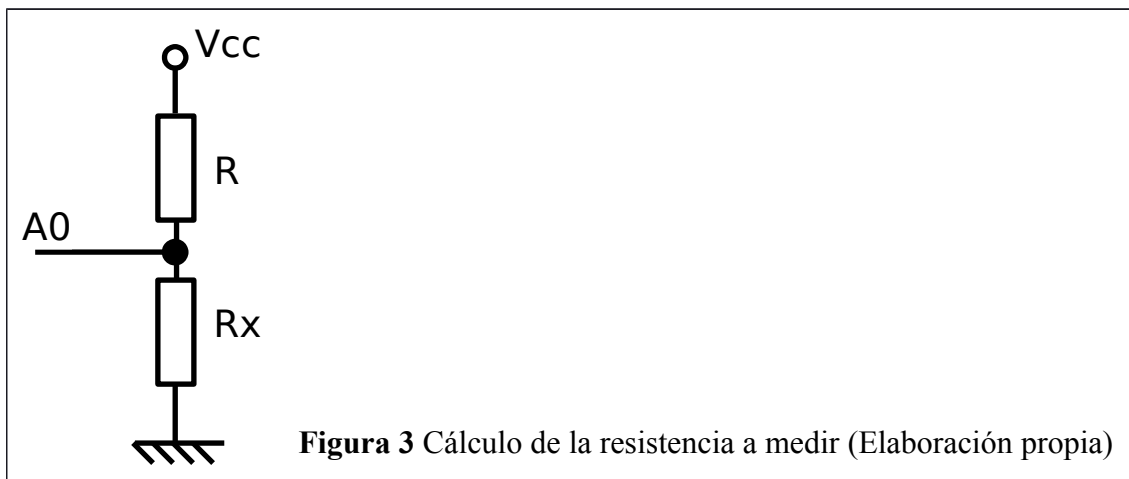 Vcc
R
A0
Rx
Figura 3 Cálculo de la resistencia a medir (Elaboración propia)